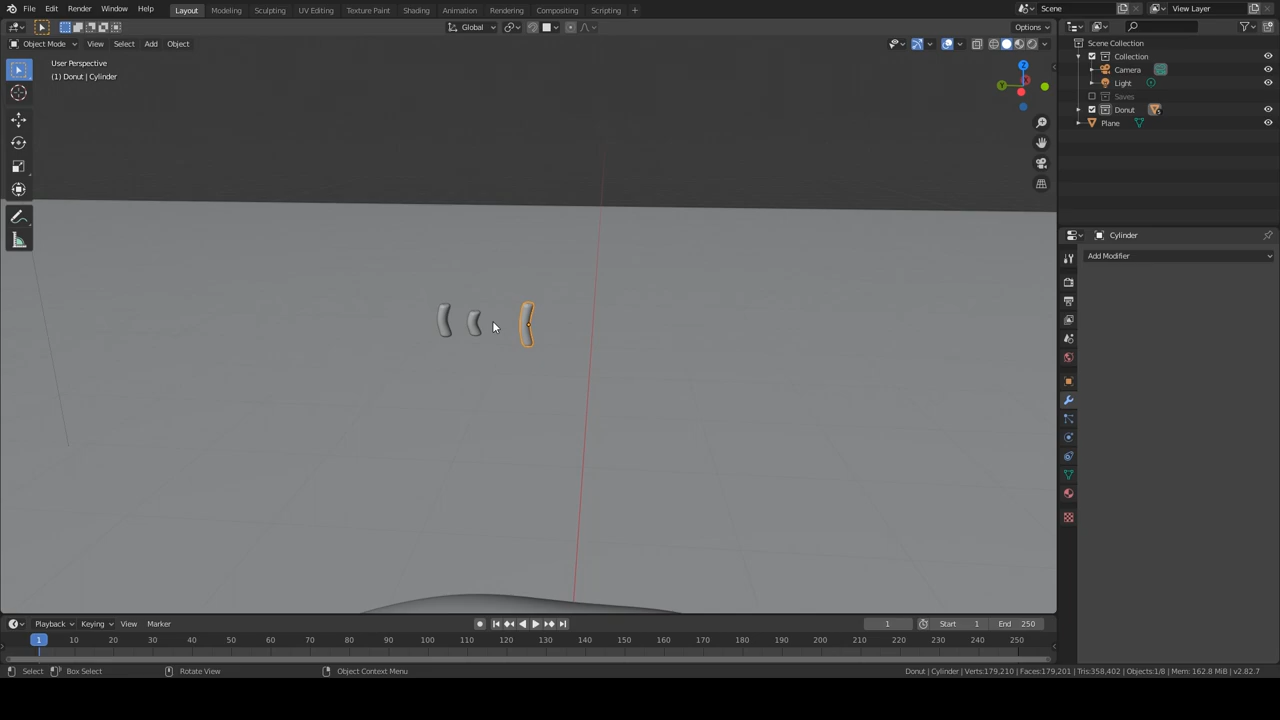 File Edit Render Window Help Layout Modeling Sculpting UV Editing Texture Paint Shading Animation Rendering Compositing Scripting + Scene View Layer
Global Options
Object Mode View Select Add Object
User Perspective
(1) Donut | Cylinder
Z
Y
X
Scene Collection
Collection
Camera
Light
Saves
Donut 5
Plane
Cylinder
Add Modifier
Playback Keying View Marker 1 Start 1 End 250
1 10 20 30 40 50 60 70 80 90 100 110 120 130 140 150 160 170 180 190 200 210 220 230 240 250
Select Box Select Rotate View Object Context Menu Donut | Cylinder | Verts:179,210 | Faces:179,201 | Tris:358,402 | Objects:1/8 | Mem: 162.8 MiB | v2.82.7